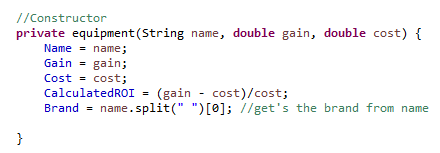 //Constructor
private equipment(String name, double gain, double cost) {
Name = name;
Gain = gain;
Cost = cost;
CalculatedROI = (gain - cost)/cost;
Brand = name.split(" ")[0]; //get's the brand from name
}